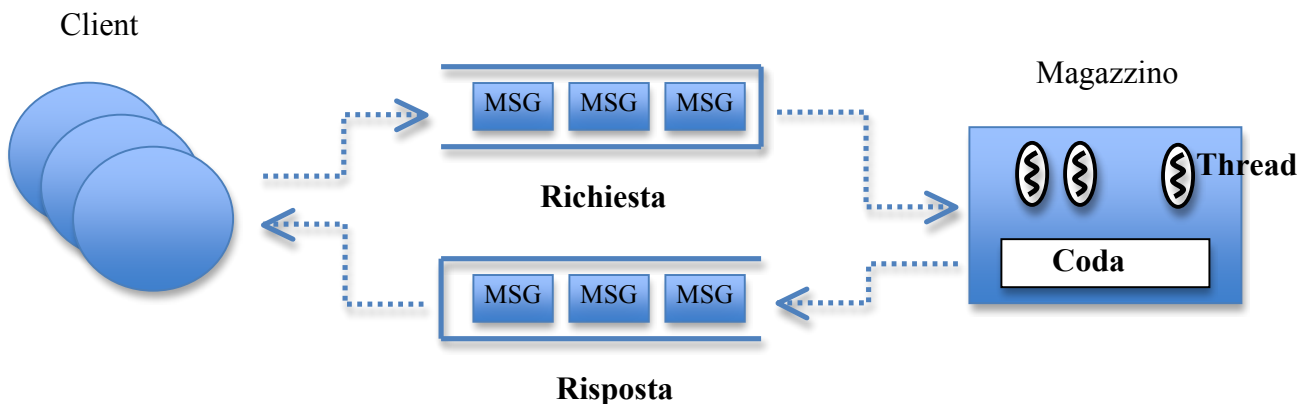 Client
Magazzino
MSG MSG MSG
Thread
Richiesta
Coda
MSG MSG MSG
Risposta